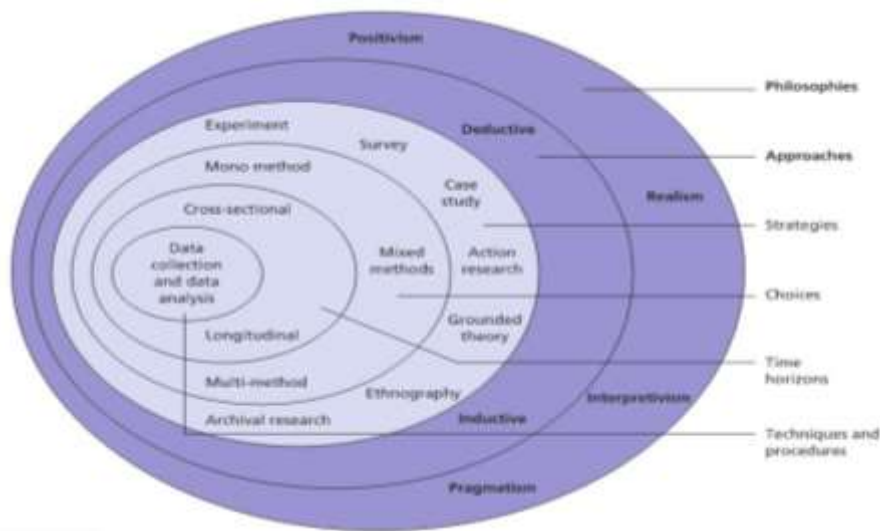 Positivism
Philosophies
Experiment
Deductive
Survey
Approaches
Mono method
Case
study
Realism
Cross-sectional
Strategies
Data
collection
and data
analysis
Mixed
methods
Action
research
Choices
Grounded
theory
Longitudinal
Time
horizons
Multi-method
Ethnography
Interpretivism
Archival research
Inductive
Techniques and
procedures
Pragmatism